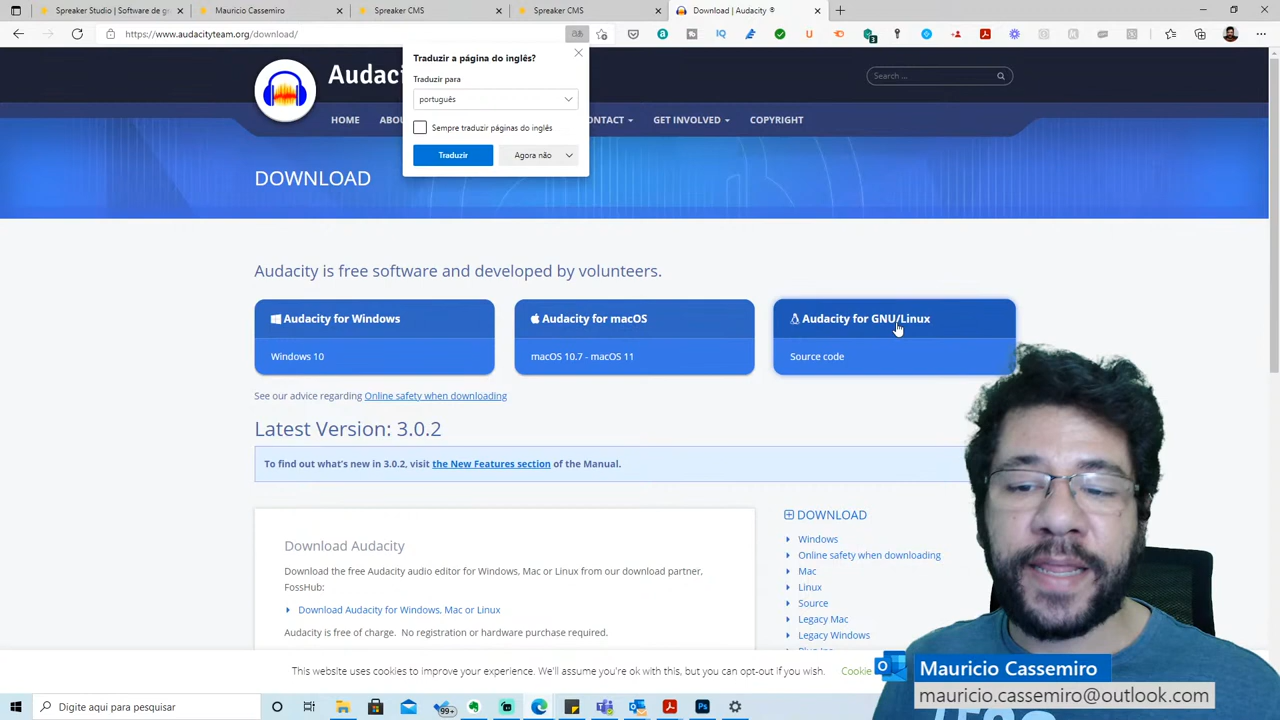 Spreaker Studio | Software de g
Mauricio Cassemiro
Spreaker CMS
Spreaker CMS
Download | Audacity ®
https://www.audacityteam.org/download/
Traduzir a página do inglês?
Traduzir para
português
Sempre traduzir páginas do inglês
Traduzir
Agora não
Search ...
HOME
CONTACT
GET INVOLVED
COPYRIGHT
DOWNLOAD
Audacity is free software and developed by volunteers.
Audacity for Windows
Windows 10
Audacity for macOS
macOS 10.7 - macOS 11
Audacity for GNU/Linux
Source code
See our advice regarding Online safety when downloading
Latest Version: 3.0.2
To find out what's new in 3.0.2, visit the New Features section of the Manual.
Download Audacity
Download the free Audacity audio editor for Windows, Mac or Linux from our download partner,
FossHub:
Download Audacity for Windows, Mac or Linux
Audacity is free of charge. No registration or hardware purchase required.
DOWNLOAD
Windows
Online safety when downloading
Mac
Linux
Source
Legacy Mac
Legacy Windows
This website uses cookies to improve your experience. We'll assume you're ok with this, but you can opt-out if you wish.
Cookie
Mauricio Cassemiro
mauricio.cassemiro@outlook.com
Digite aqui para pesquisar
99+